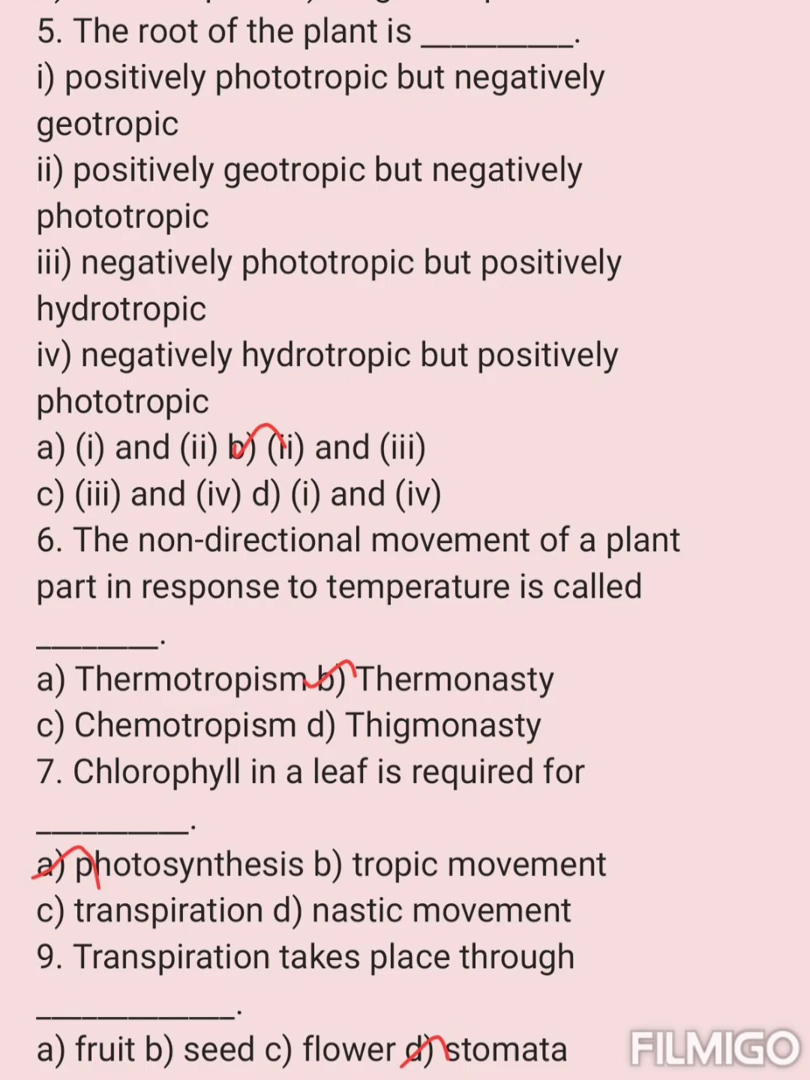 5. The root of the plant is __________.
i) positively phototropic but negatively
geotropic
ii) positively geotropic but negatively
phototropic
iii) negatively phototropic but positively
hydrotropic
iv) negatively hydrotropic but positively
phototropic
a) (i) and (ii) b) (ii) and (iii)
c) (iii) and (iv) d) (i) and (iv)
6. The non-directional movement of a plant
part in response to temperature is called
________.
a) Thermotropism b) Thermonasty
c) Chemotropism d) Thigmonasty
7. Chlorophyll in a leaf is required for
__________.
a) photosynthesis b) tropic movement
c) transpiration d) nastic movement
9. Transpiration takes place through
_____________.
a) fruit b) seed c) flower d) stomata
FILMIGO